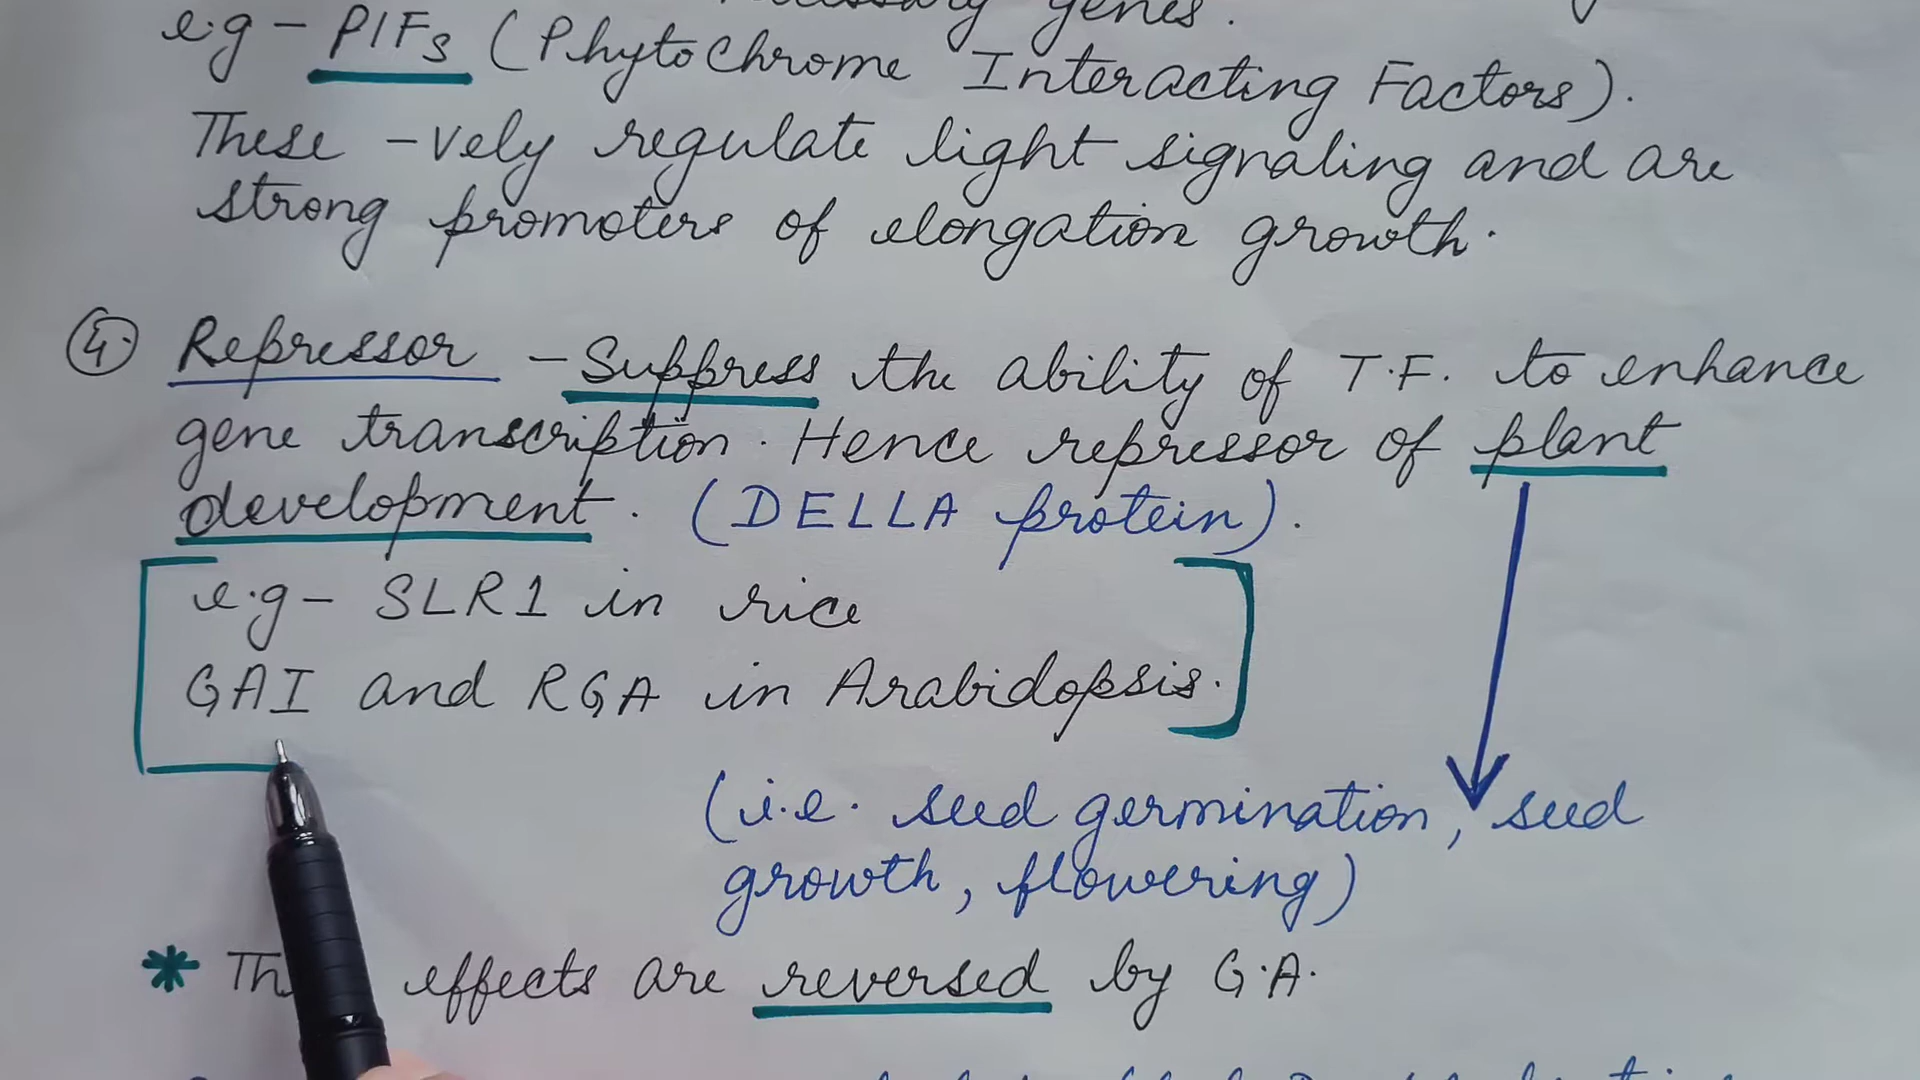 genes.
e.g - PIFs (Phytochrome Interacting Factors).
These -vely regulate light signaling and are
strong promoters of elongation growth.
4. Repressor - Suppress the ability of T.F. to enhance
gene transcription. Hence repressor of plant
development. (DELLA protein).
e.g - SLR1 in rice
GAI and RGA in Arabidopsis.
(i.e. seed germination, seed
growth, flowering)
* effects are reversed by G.A.